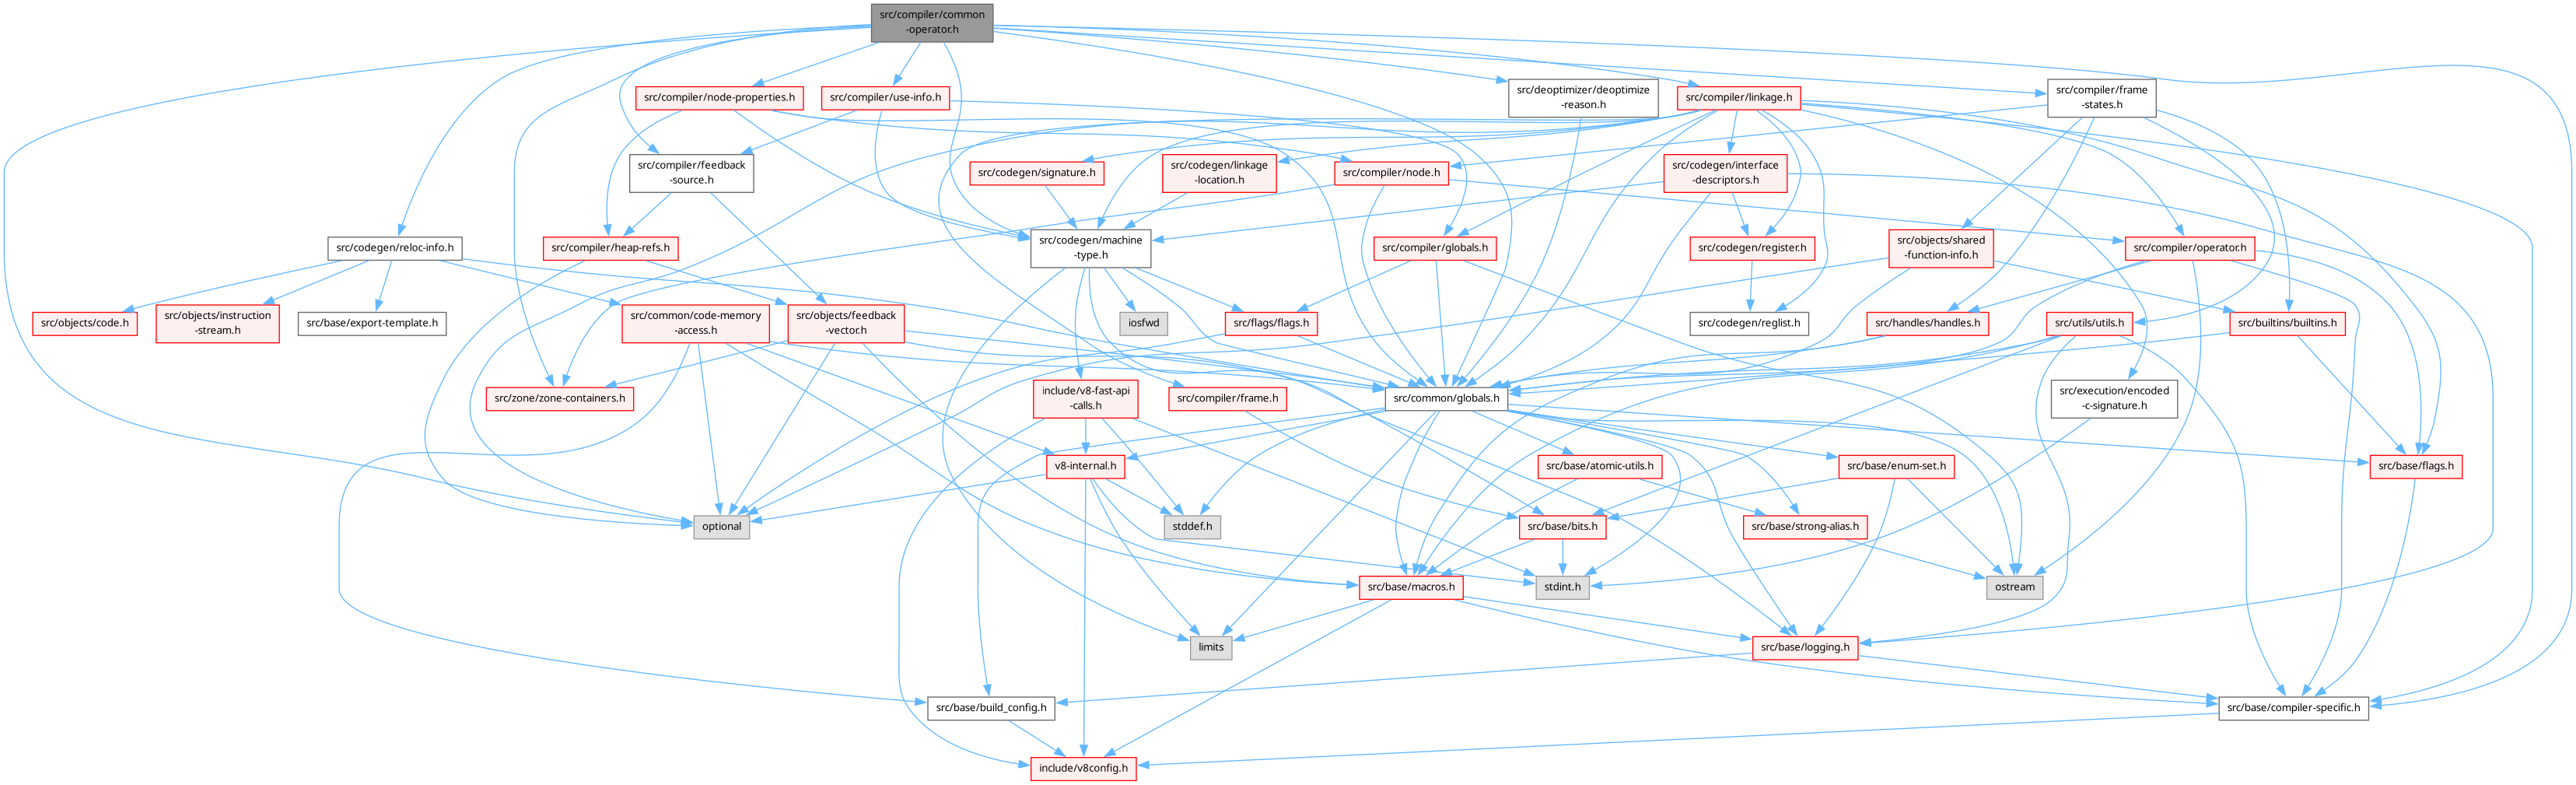 src/compiler/common
-operator.h
src/compiler/node-properties.h
src/compiler/use-info.h
src/deoptimizer/deoptimize
-reason.h
src/compiler/linkage.h
src/compiler/frame
-states.h
src/compiler/feedback
-source.h
src/codegen/signature.h
src/codegen/linkage
-location.h
src/compiler/node.h
src/codegen/interface
-descriptors.h
src/codegen/reloc-info.h
src/compiler/heap-refs.h
src/codegen/machine
-type.h
src/compiler/globals.h
src/codegen/register.h
src/objects/shared
-function-info.h
src/compiler/operator.h
src/objects/code.h
src/objects/instruction
-stream.h
src/base/export-template.h
src/common/code-memory
-access.h
src/objects/feedback
-vector.h
iosfwd
src/flags/flags.h
src/codegen/reglist.h
src/handles/handles.h
src/utils/utils.h
src/builtins/builtins.h
src/zone/zone-containers.h
include/v8-fast-api
-calls.h
src/compiler/frame.h
src/common/globals.h
src/execution/encoded
-c-signature.h
v8-internal.h
src/base/atomic-utils.h
src/base/enum-set.h
src/base/flags.h
optional
stddef.h
src/base/bits.h
src/base/strong-alias.h
src/base/macros.h
stdint.h
ostream
limits
src/base/logging.h
src/base/build_config.h
src/base/compiler-specific.h
include/v8config.h